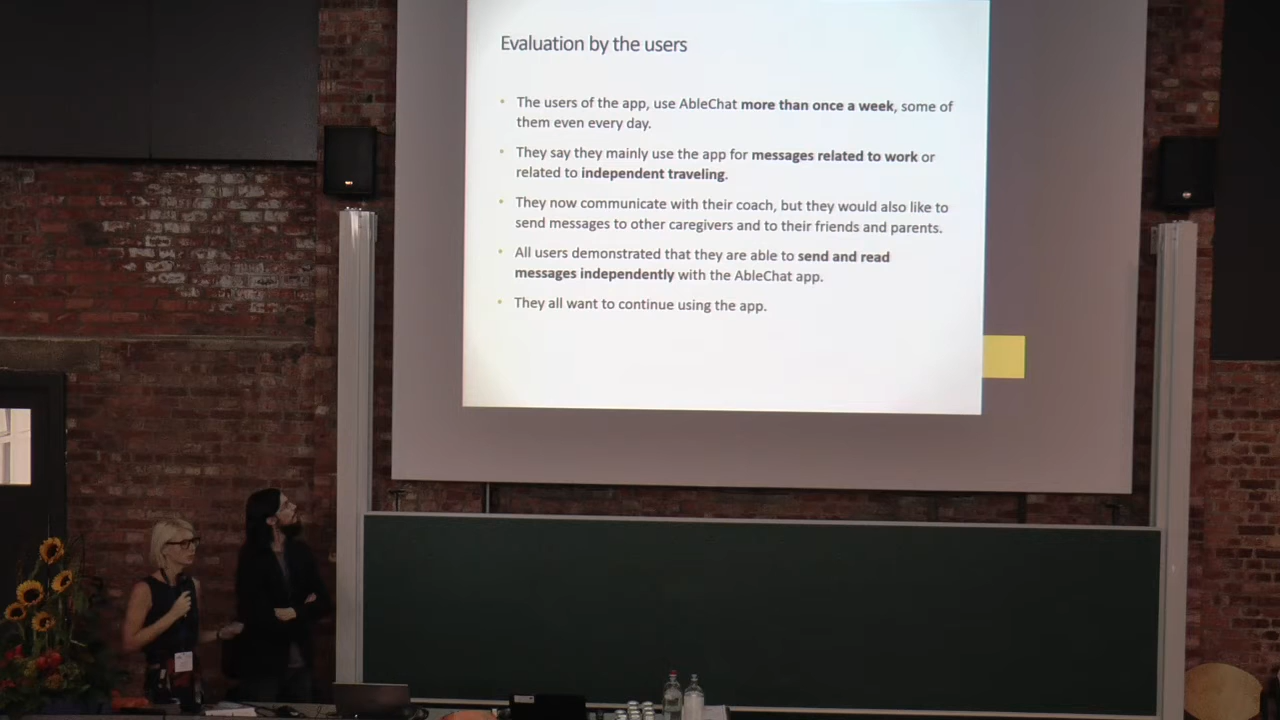 Evaluation by the users
• The users of the app, use AbleChat more than once a week, some of
them even every day.
• They say they mainly use the app for messages related to work or
related to independent traveling.
• They now communicate with their coach, but they would also like to
send messages to other caregivers and to their friends and parents.
• All users demonstrated that they are able to send and read
messages independently with the AbleChat app.
• They all want to continue using the app.